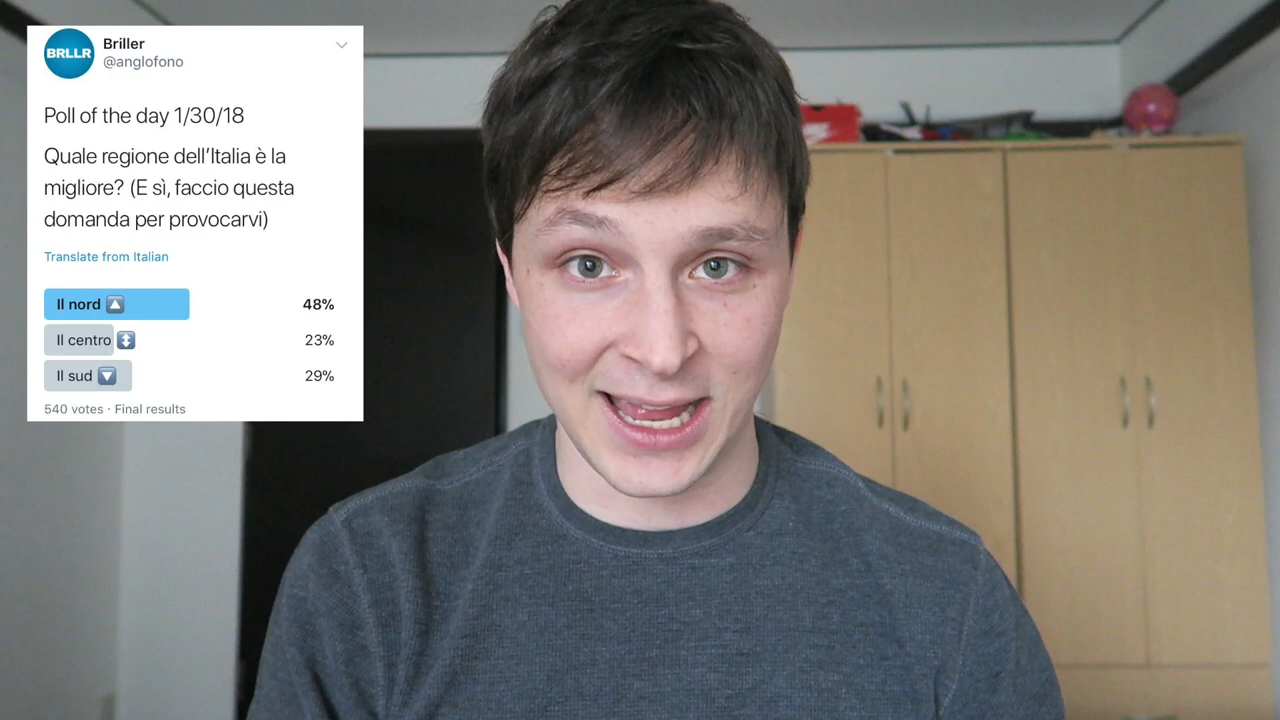 BRLLR
Briller
@anglofono
Poll of the day 1/30/18
Quale regione dell'Italia è la
migliore? (E sì, faccio questa
domanda per provocarvi)
Translate from Italian
Il nord 🔼 48%
Il centro ↕️ 23%
Il sud 🔽 29%
540 votes · Final results